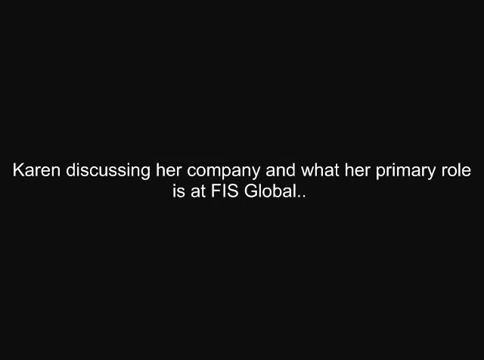 Karen discussing her company and what her primary role
is at FIS Global..